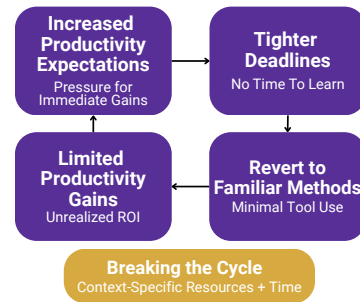 Increased
Productivity
Expectations
Pressure for
Immediate Gains
Tighter
Deadlines
No Time To Learn
Limited
Productivity
Gains
Unrealized ROI
Revert to
Familiar Methods
Minimal Tool Use
Breaking the Cycle
Context-Specific Resources + Time